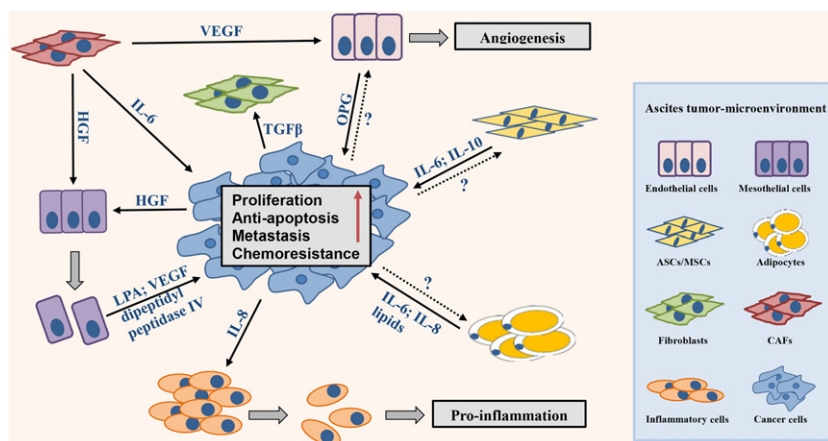 VEGF
Angiogenesis
HGF
IL-6
TGFβ
OPG
?
IL-6; IL-10
?
HGF
Proliferation
Anti-apoptosis
Metastasis
Chemoresistance
LPA; VEGF
dipeptidyl
peptidase IV
IL-8
?
IL-6; IL-8
lipids
Pro-inflammation
Ascites tumor-microenvironment
Endothelial cells
Mesothelial cells
ASCs/MSCs
Adipocytes
Fibroblasts
CAFs
Inflammatory cells
Cancer cells